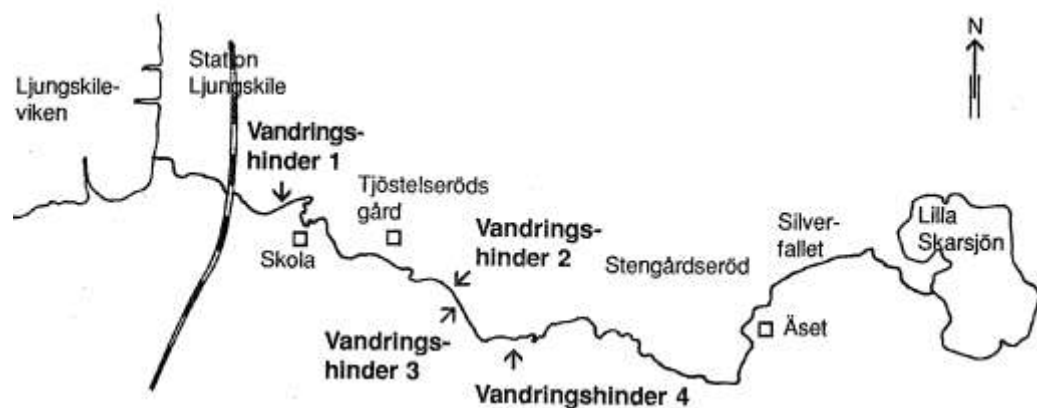 N
Station
Ljungskile
Ljungskile-
viken
Vandrings-
hinder 1
Tjöstelseröds
gård
Skola
Vandrings-
hinder 2
Vandrings-
hinder 3
Vandringshinder 4
Stengårdseröd
Silver-
fallet
Äset
Lilla
Skarsjön